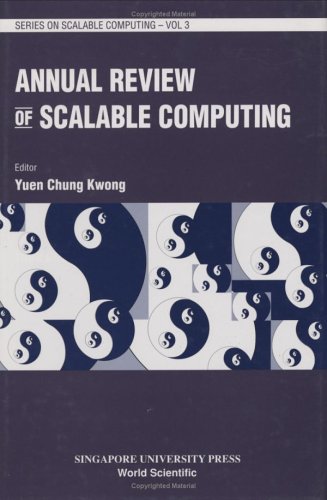 Copyrighted Material
SERIES ON SCALABLE COMPUTING – VOL 3
ANNUAL REVIEW
OF SCALABLE COMPUTING
Editor
Yuen Chung Kwong
SINGAPORE UNIVERSITY PRESS
World Scientific
Copyrighted Material